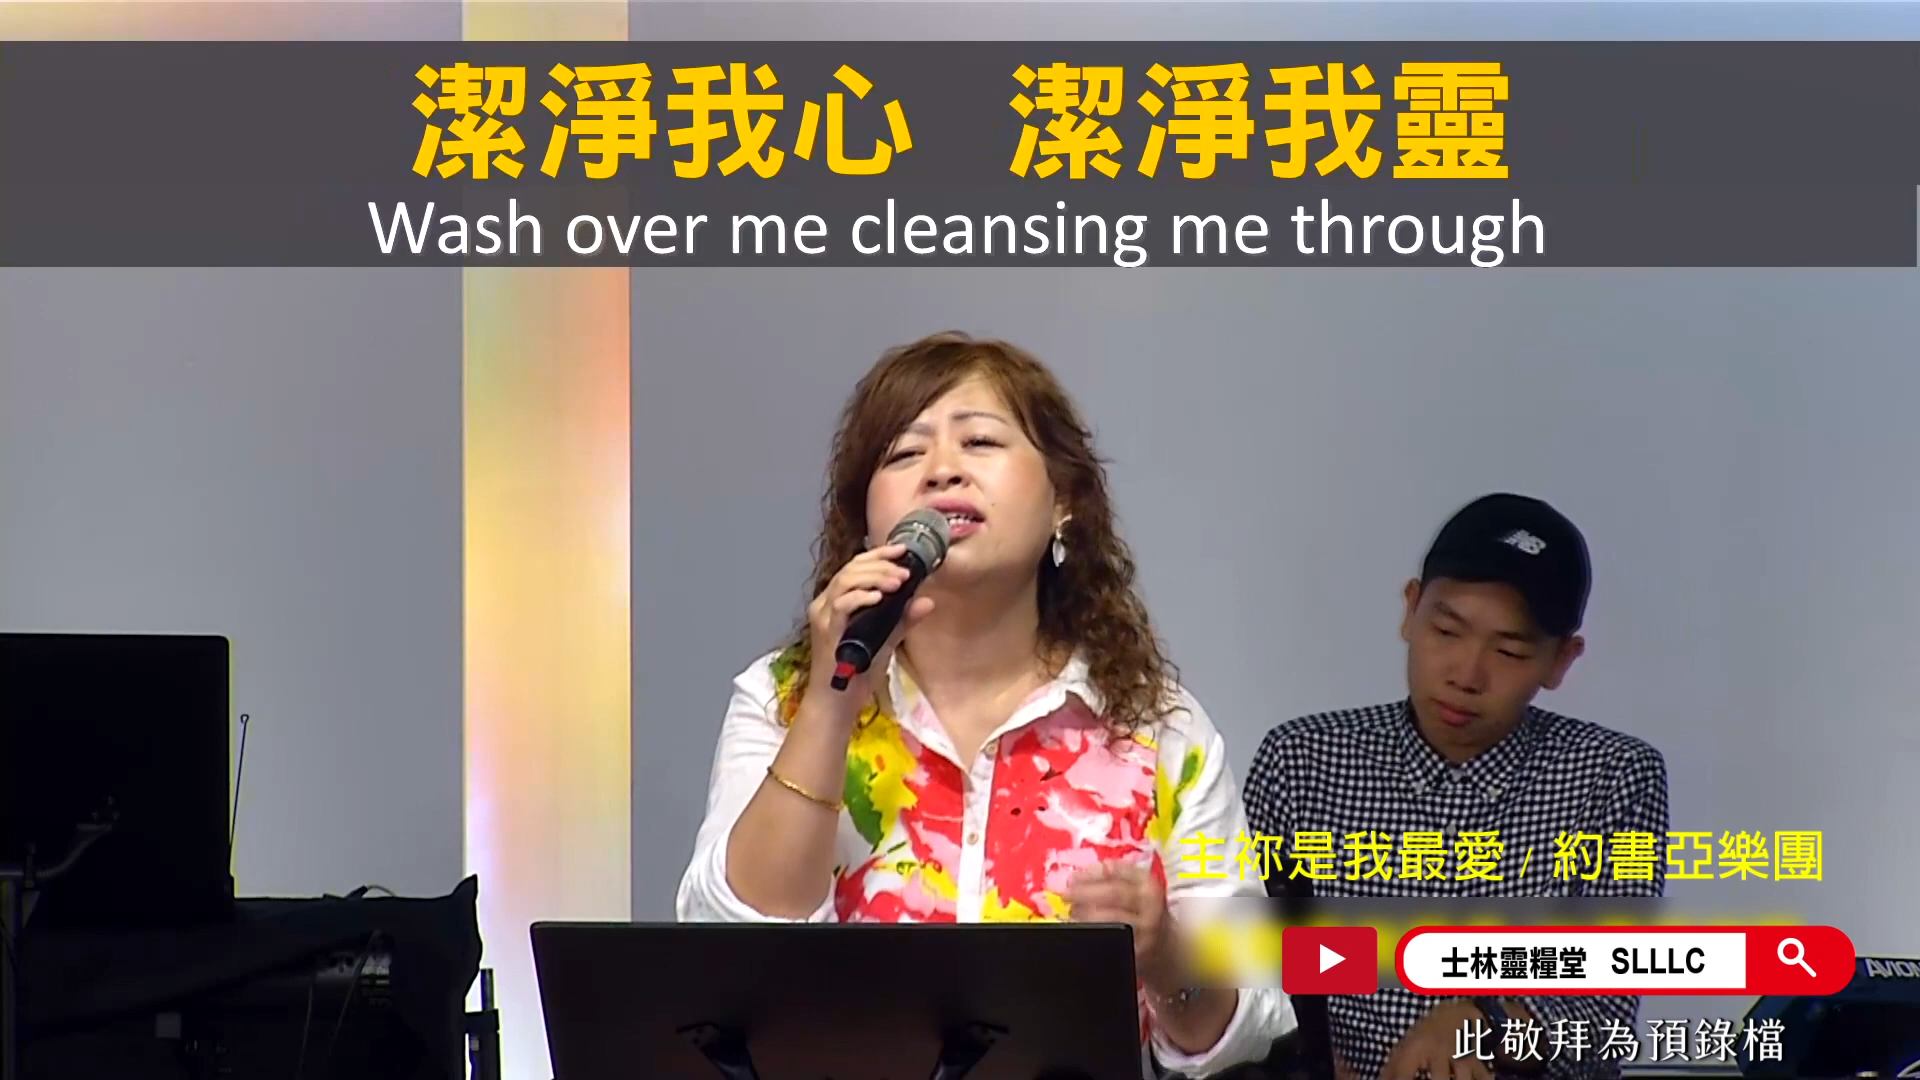 潔淨我心 潔淨我靈
Wash over me cleansing me through
NB
主祢是我最愛 / 約書亞樂團
士林靈糧堂 SLLLC
此敬拜為預錄檔